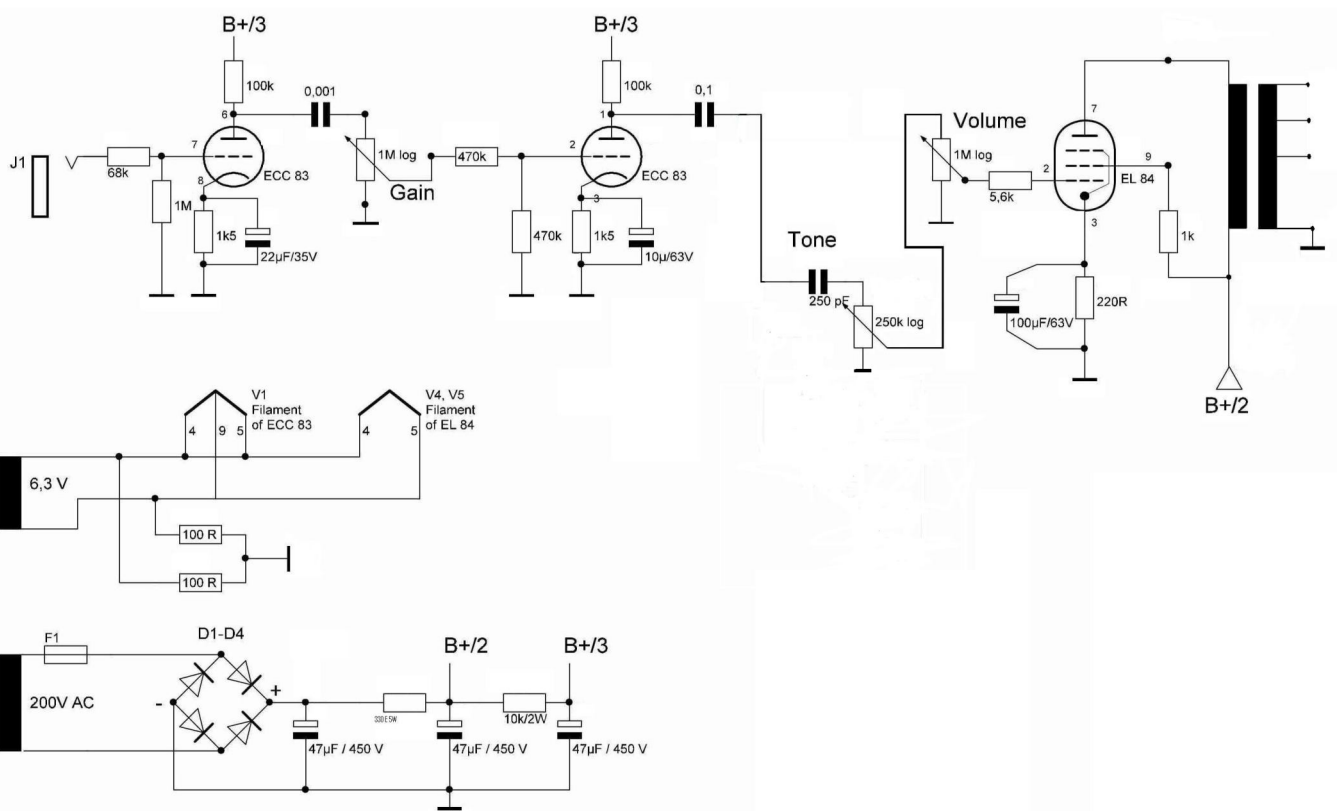 B+/3
B+/3
100k
0,001
100k
0,1
6
1
7
Volume
J1
68k
7
1M log
470k
2
1M log
9
ECC 83
ECC 83
2
EL 84
8
Gain
3
5,6k
1M
3
1k5
470k
1k5
Tone
1k
22µF/35V
10µ/63V
250 pF
250k log
100µF/63V
220R
B+/2
V1
Filament
of ECC 83
V4, V5
Filament
of EL 84
4
9
5
4
5
6,3 V
100 R
100 R
F1
D1-D4
B+/2
B+/3
200V AC
-
+
330E5W
10k/2W
47µF / 450 V
47µF / 450 V
47µF / 450 V